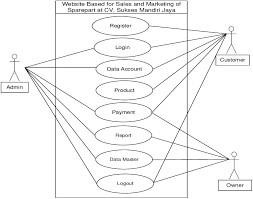 Website Based for Sales and Marketing of
Sparepart at CV. Sukses Mandiri Jaya
Register
Login
Data Account
Customer
Product
Admin
Payment
Report
Data Master
Logout
Owner